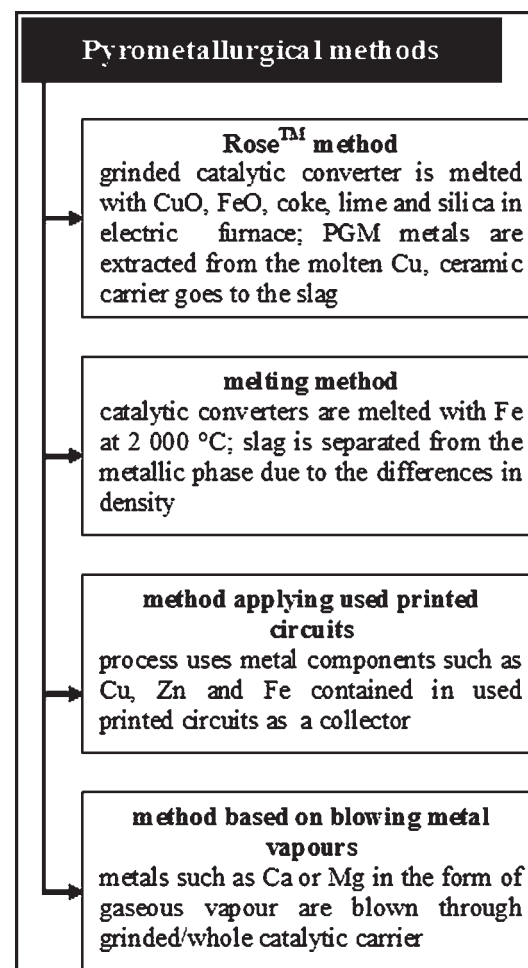 Pyrometallurgical methods
Rose™ method
grinded catalytic converter is melted
with CuO, FeO, coke, lime and silica in
electric furnace; PGM metals are
extracted from the molten Cu, ceramic
carrier goes to the slag
melting method
catalytic converters are melted with Fe
at 2 000 °C; slag is separated from the
metallic phase due to the differences in
density
method applying used printed
circuits
process uses metal components such as
Cu, Zn and Fe contained in used
printed circuits as a collector
method based on blowing metal
vapours
metals such as Ca or Mg in the form of
gaseous vapour are blown through
grinded/whole catalytic carrier